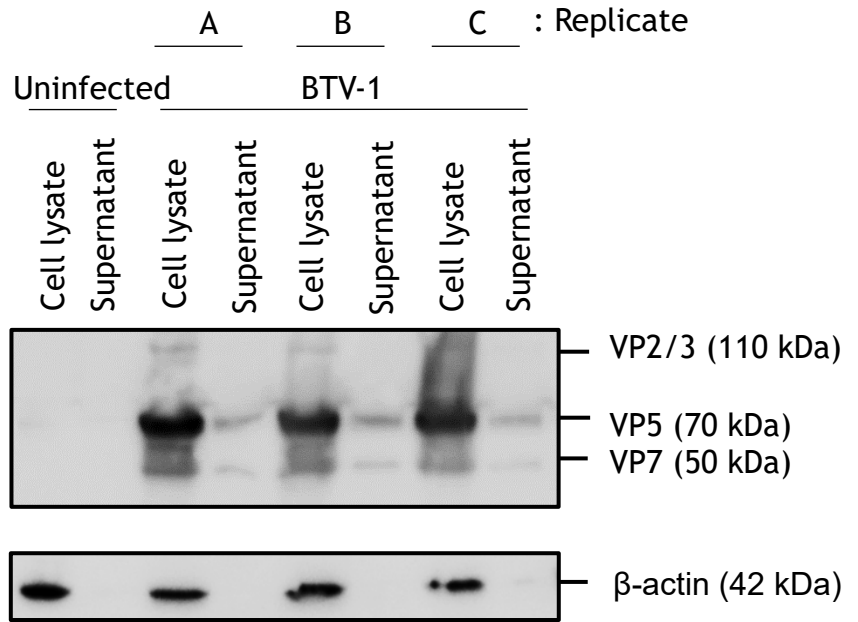 A B C : Replicate
Uninfected BTV-1
Cell lysate
Supernatant
Cell lysate
Supernatant
Cell lysate
Supernatant
Cell lysate
Supernatant
VP2/3 (110 kDa)
VP5 (70 kDa)
VP7 (50 kDa)
β-actin (42 kDa)